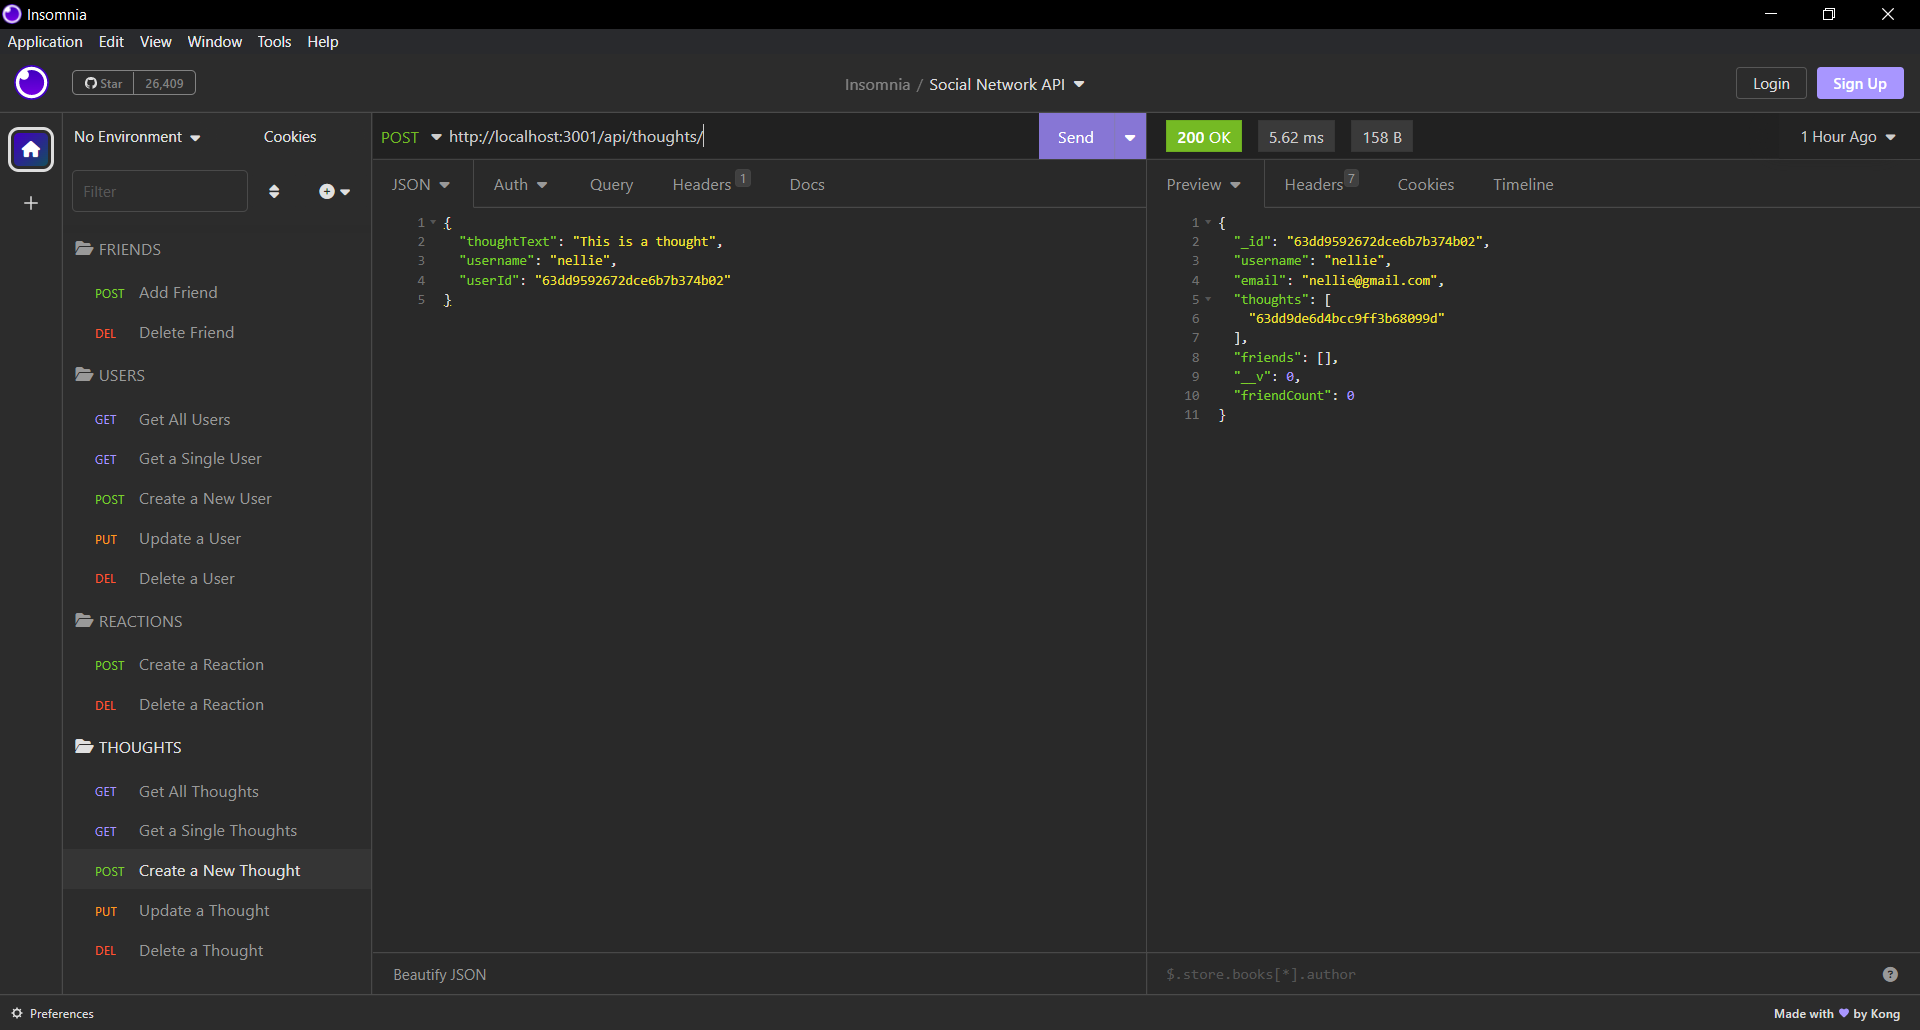 Insomnia
Application Edit View Window Tools Help
Star 26,409
Insomnia / Social Network API
Login Sign Up
No Environment Cookies
Filter
FRIENDS
POST Add Friend
DEL Delete Friend
USERS
GET Get All Users
GET Get a Single User
POST Create a New User
PUT Update a User
DEL Delete a User
REACTIONS
POST Create a Reaction
DEL Delete a Reaction
THOUGHTS
GET Get All Thoughts
GET Get a Single Thoughts
POST Create a New Thought
PUT Update a Thought
DEL Delete a Thought
POST http://localhost:3001/api/thoughts/ Send
JSON Auth Query Headers 1 Docs
1 {
2 "thoughtText": "This is a thought",
3 "username": "nellie",
4 "userId": "63dd9592672dce6b7b374b02"
5 }
Beautify JSON
200 OK 5.62 ms 158 B 1 Hour Ago
Preview Headers 7 Cookies Timeline
1 {
2 "_id": "63dd9592672dce6b7b374b02",
3 "username": "nellie",
4 "email": "nellie@gmail.com",
5 "thoughts": [
6 "63dd9de6d4bcc9ff3b68099d"
7 ],
8 "friends": [],
9 "__v": 0,
10 "friendCount": 0
11 }
$.store.books[*].author ?
Preferences
Made with 💜 by Kong